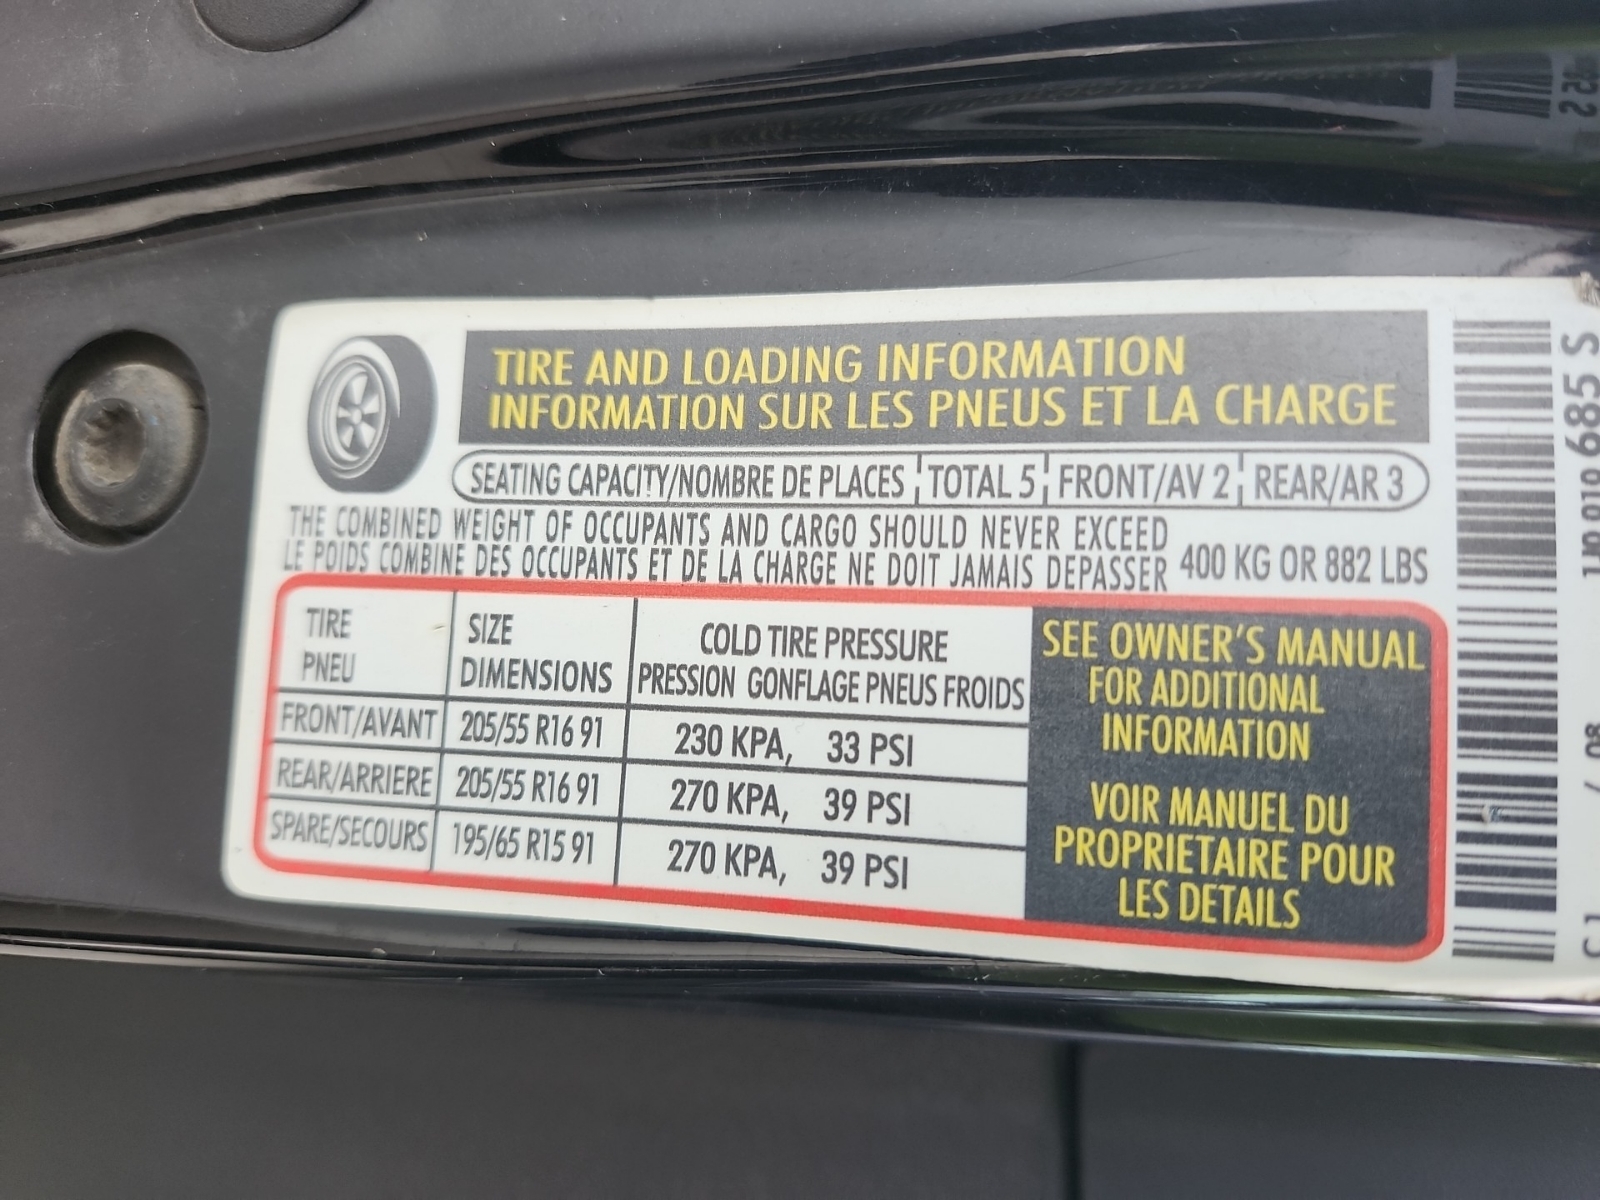 TIRE AND LOADING INFORMATION
INFORMATION SUR LES PNEUS ET LA CHARGE
SEATING CAPACITY/NOMBRE DE PLACES TOTAL 5 FRONT/AV 2 REAR/AR 3
THE COMBINED WEIGHT OF OCCUPANTS AND CARGO SHOULD NEVER EXCEED
LE POIDS COMBINE DES OCCUPANTS ET DE LA CHARGE NE DOIT JAMAIS DEPASSER
400 KG OR 882 LBS
TIRE SIZE COLD TIRE PRESSURE
PNEU DIMENSIONS PRESSION GONFLAGE PNEUS FROIDS
FRONT/AVANT 205/55 R16 91 230 KPA, 33 PSI
REAR/ARRIERE 205/55 R16 91 270 KPA, 39 PSI
SPARE/SECOURS 195/65 R15 91 270 KPA, 39 PSI
SEE OWNER'S MANUAL
FOR ADDITIONAL
INFORMATION
VOIR MANUEL DU
PROPRIETAIRE POUR
LES DETAILS
685 S
/ 08